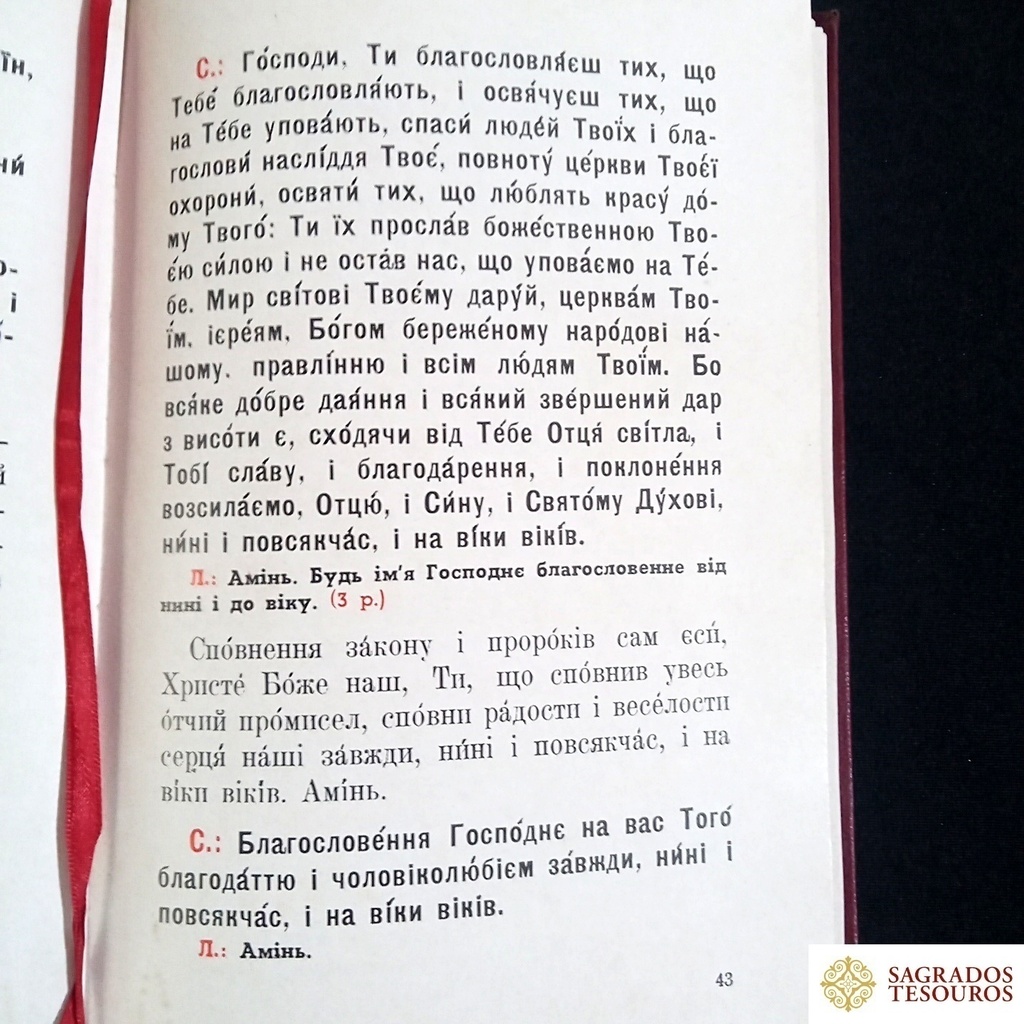 їн,
С.: Го́споди, Ти благословля́єш тих, що
Тебе́ благословля́ють, і освя́чуєш тих, що
на Те́бе упова́ють, спаси́ люде́й Твої́х і бла-
гослови́ наслі́ддя Твоє́, повноту́ це́ркви Твоє́ї
охорони́, освяти́ тих, що лю́блять красу́ до́-
му Твого́: Ти їх просла́в боже́ственною Тво-
є́ю си́лою і не оста́в нас, що упова́ємо на Те́-
бе. Мир сві́тові Твоє́му дару́й, церква́м Тво-
ї́м, ієре́ям, Бо́гом береже́ному наро́дові на́-
шому. правлі́нню і всім лю́дям Твої́м. Бо
вся́ке до́бре дая́ння і вся́кий зве́ршений дар
з висо́ти є, схо́дячи від Те́бе Отця́ сві́тла, і
Тобі́ сла́ву, і благода́рення, і поклоне́ння
возсила́ємо, Отцю́, і Си́ну, і Свято́му Ду́хові,
ни́ні і повсякча́с, і на ві́ки вікі́в.
Л.: Амінь. Будь ім'я Господнє благословенне від
нині і до віку. (3 р.)
Спо́внення зако́ну і проро́ків сам єси́,
Христе́ Бо́же наш, Ти, що спо́внив увесь
о́тчий про́мисел, спо́вни ра́дости і весе́лости
серця́ на́ші за́вжди, ни́ні і повсякча́с, і на
ві́ки вікі́в. Амі́нь.
С.: Благослове́ння Госпо́днє на вас Того́
благода́ттю і чоловіколю́бієм за́вжди, ни́ні і
повсякча́с, і на ві́ки вікі́в.
Л.: Амінь.
43
SAGRADOS
TESOUROS